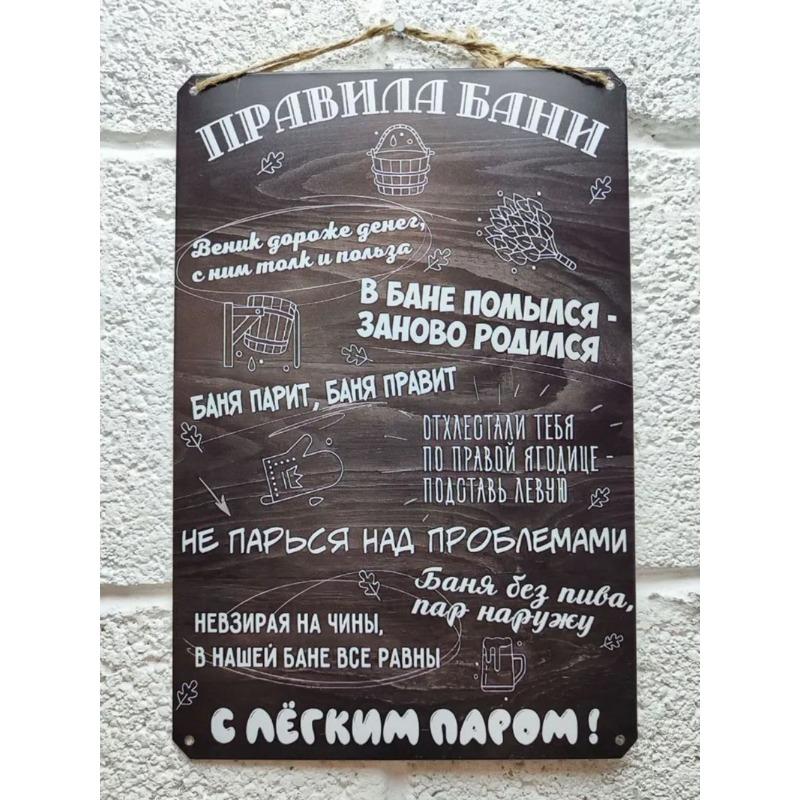 ПРАВИЛА БАНИ
Веник дороже денег,
с ним толк и польза
В БАНЕ ПОМЫЛСЯ -
ЗАНОВО РОДИЛСЯ
БАНЯ ПАРИТ, БАНЯ ПРАВИТ
ОТХЛЕСТАЛИ ТЕБЯ
ПО ПРАВОЙ ЯГОДИЦЕ -
ПОДСТАВЬ ЛЕВУЮ
НЕ ПАРЬСЯ НАД ПРОБЛЕМАМИ
Баня без пива,
пар наружу
НЕВЗИРАЯ НА ЧИНЫ,
В НАШЕЙ БАНЕ ВСЕ РАВНЫ
С ЛЁГКИМ ПАРОМ!